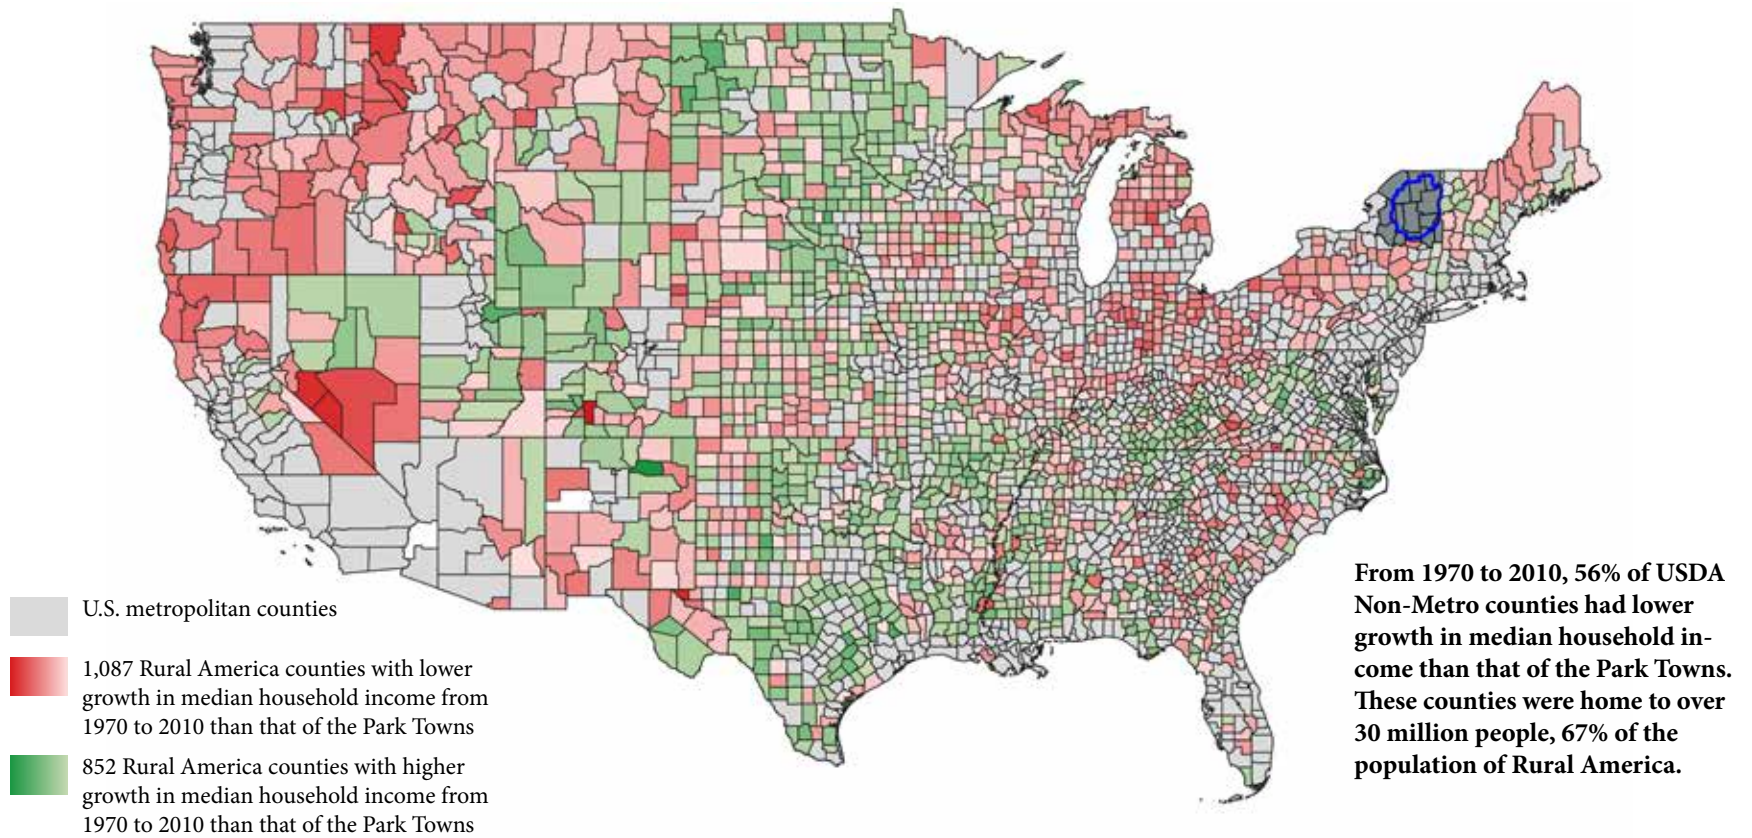 U.S. metropolitan counties
1,087 Rural America counties with lower
growth in median household income from
1970 to 2010 than that of the Park Towns
852 Rural America counties with higher
growth in median household income from
1970 to 2010 than that of the Park Towns
From 1970 to 2010, 56% of USDA
Non-Metro counties had lower
growth in median household in-
come than that of the Park Towns.
These counties were home to over
30 million people, 67% of the
population of Rural America.